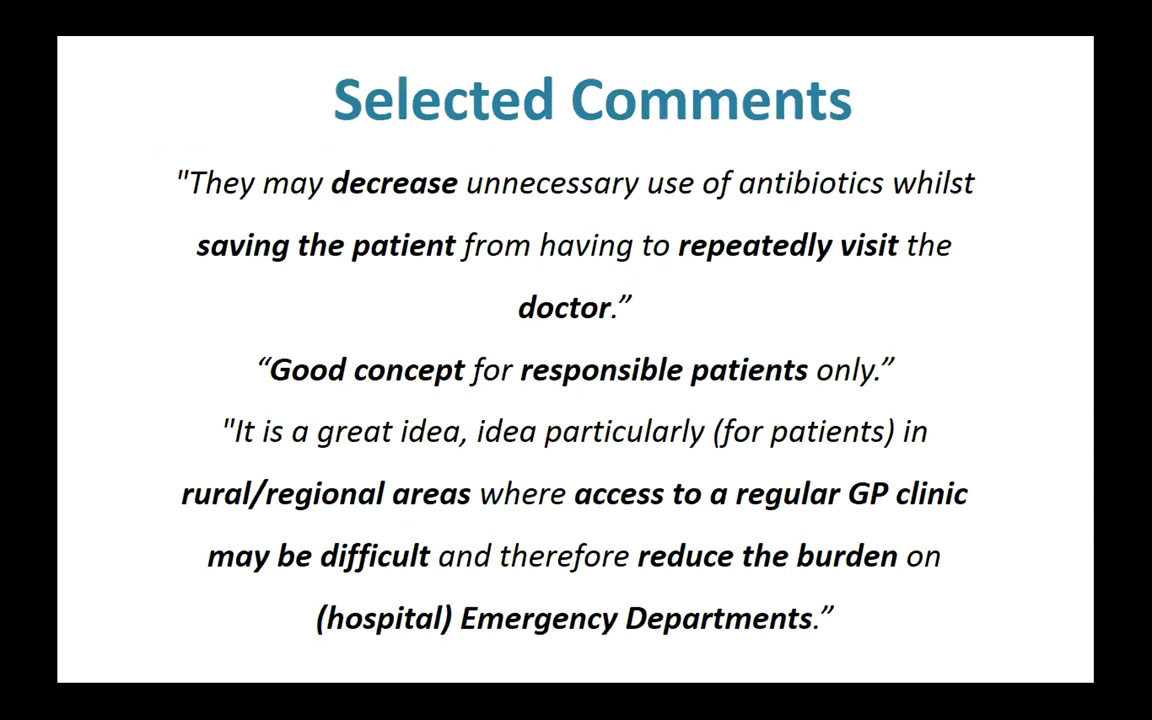 Selected Comments
"They may decrease unnecessary use of antibiotics whilst
saving the patient from having to repeatedly visit the
doctor.”
“Good concept for responsible patients only.”
"It is a great idea, idea particularly (for patients) in
rural/regional areas where access to a regular GP clinic
may be difficult and therefore reduce the burden on
(hospital) Emergency Departments.”